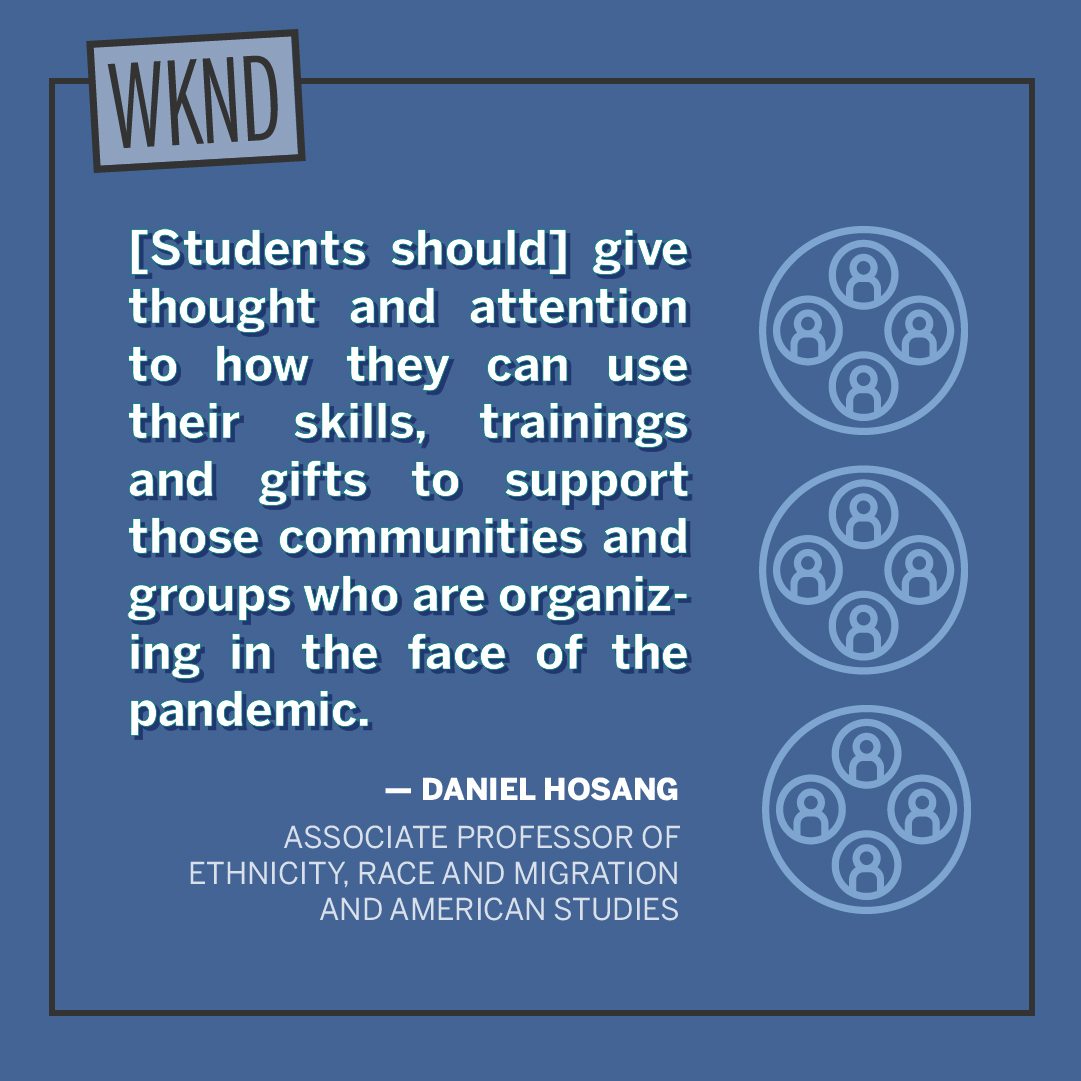 WKND
[Students should] give
thought and attention
to how they can use
their skills, trainings
and gifts to support
those communities and
groups who are organiz-
ing in the face of the
pandemic.
— DANIEL HOSANG
ASSOCIATE PROFESSOR OF
ETHNICITY, RACE AND MIGRATION
AND AMERICAN STUDIES